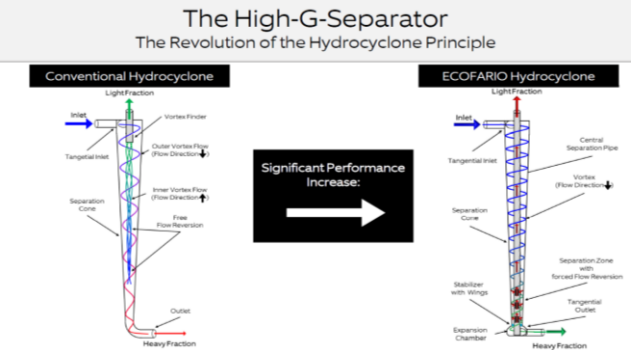 The High-G-Separator
The Revolution of the Hydrocyclone Principle
Conventional Hydrocyclone
Light Fraction
Inlet
Vortex Finder
Tangetial Inlet
Outer Vortex Flow
(Flow Direction)
Inner Vortex Flow
(Flow Direction)
Separation
Cone
Free
Flow Reversion
Outlet
Heavy Fraction
Significant Performance
Increase:
ECOFARIO Hydrocyclone
Light Fraction
Inlet
Central
Separation Pipe
Tangential Inlet
Vortex
(Flow Direction)
Separation
Cone
Separation Zone
with
forced Flow Reversion
Stabilizer
with Wings
Tangential
Outlet
Expansion
Chamber
Heavy Fraction